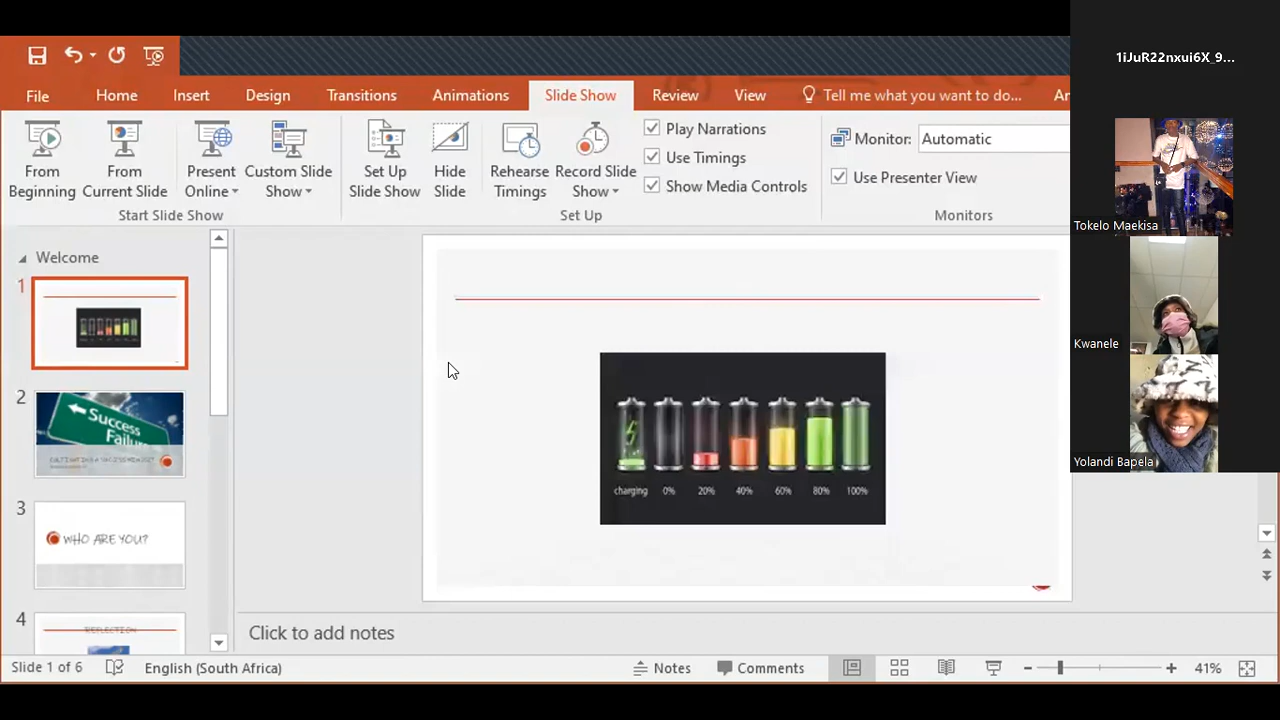 1iJuR22nxui6X_9...
File Home Insert Design Transitions Animations Slide Show Review View Tell me what you want to do...
From Beginning
From Current Slide
Present Online
Custom Slide Show
Start Slide Show
Set Up Slide Show
Hide Slide
Rehearse Timings
Record Slide Show
Play Narrations
Use Timings
Show Media Controls
Set Up
Monitor: Automatic
Use Presenter View
Monitors
Tokelo Maekisa
Kwanele
Yolandi Bapela
Welcome
1
2
Success
Failure
3
WHO ARE YOU?
4
REFLECTION
charging 0% 20% 40% 60% 80% 100%
Click to add notes
Slide 1 of 6 English (South Africa) Notes Comments 41%